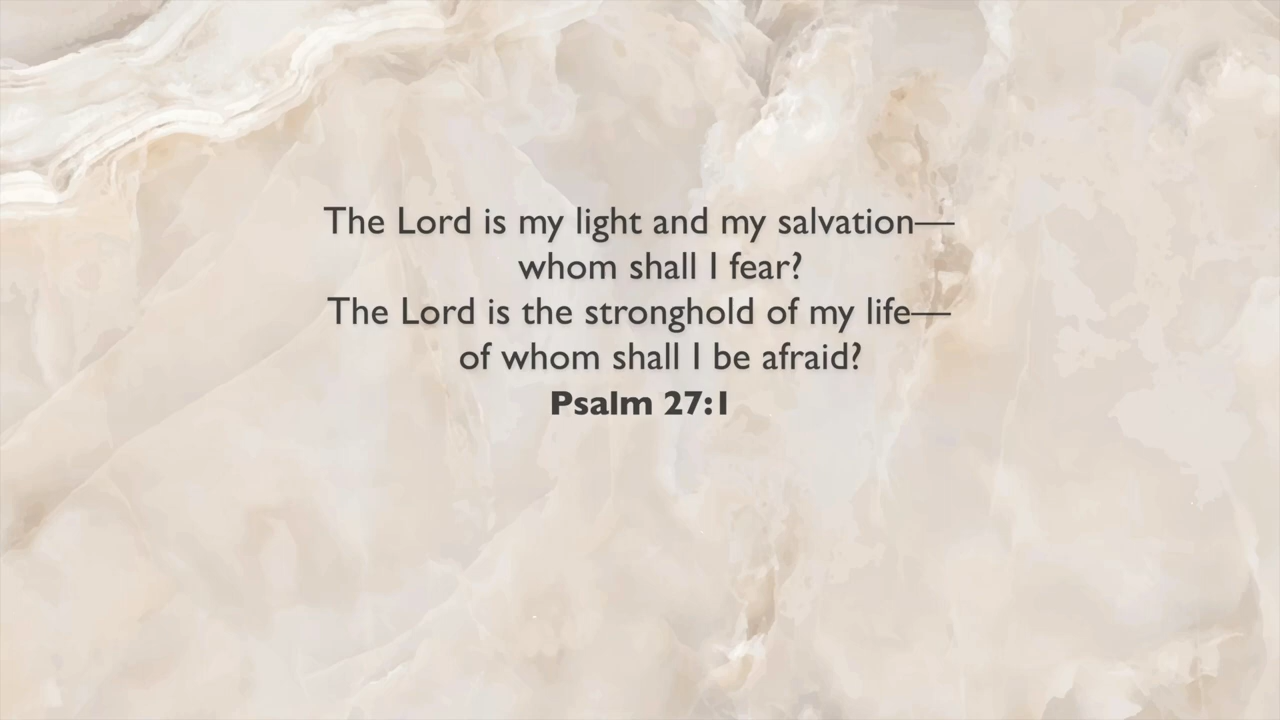 The Lord is my light and my salvation—
whom shall I fear?
The Lord is the stronghold of my life—
of whom shall I be afraid?
Psalm 27:1